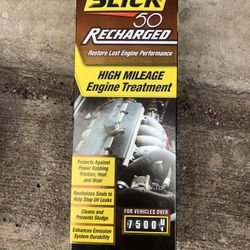 SLICK
50
RECHARGED
Restore Lost Engine Performance
HIGH MILEAGE
Engine Treatment
Protects Against
Power Robbing
Friction, Heat
and Wear
Revitalizes Seals to
Help Stop Oil Leaks
Cleans and
Prevents Sludge
Enhances Emission
System Durability
FOR VEHICLES OVER